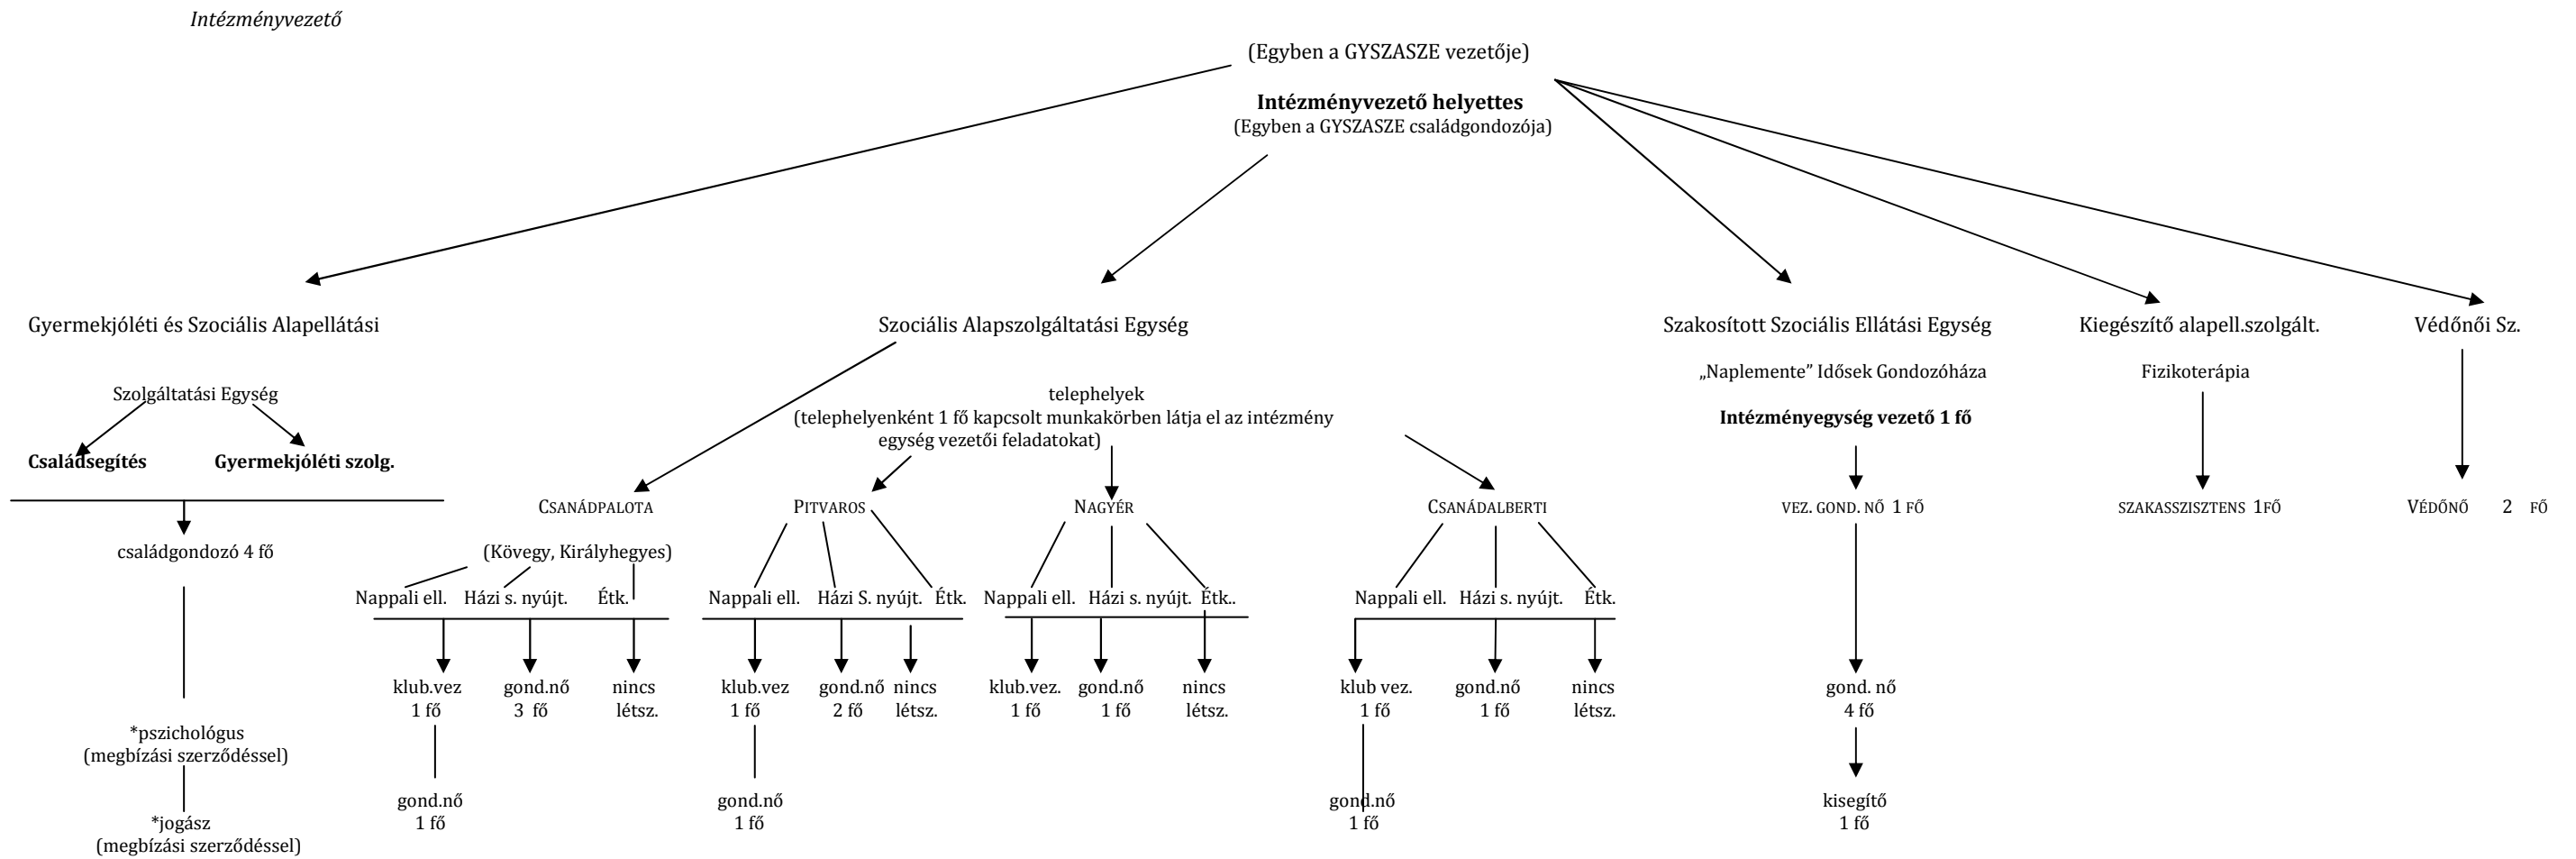 Intézményvezető
(Egyben a GYSZASZE vezetője)
Intézményvezető helyettes
(Egyben a GYSZASZE családgondozója)
Gyermekjóléti és Szociális Alapellátási
Szociális Alapszolgáltatási Egység
Szakosított Szociális Ellátási Egység
Kiegészítő alapell.szolgált.
Védőnői Sz.
Szolgáltatási Egység
telephelyek
(telephelyenként 1 fő kapcsolt munkakörben látja el az intézmény
egység vezetői feladatokat)
„Naplemente” Idősek Gondozóháza
Fizikoterápia
Intézményegység vezető 1 fő
Családsegítés
Gyermekjóléti szolg.
CSANÁDPALOTA
PITVAROS
NAGYÉR
CSANÁDALBERTI
VEZ. GOND. NŐ 1 FŐ
SZAKASSZISZTENS 1FŐ
VÉDŐNŐ 2 FŐ
családgondozó 4 fő
(Kövegy, Királyhegyes)
Nappali ell. Házi s. nyújt. Étk.
Nappali ell. Házi S. nyújt. Étk.
Nappali ell. Házi s. nyújt. Étk..
Nappali ell. Házi s. nyújt. Étk.
klub.vez
1 fő
gond.nő
3 fő
nincs
létsz.
klub.vez
1 fő
gond.nő
2 fő
nincs
létsz.
klub.vez.
1 fő
gond.nő
1 fő
nincs
létsz.
klub vez.
1 fő
gond.nő
1 fő
nincs
létsz.
gond. nő
4 fő
*pszichológus
(megbízási szerződéssel)
*jogász
(megbízási szerződéssel)
gond.nő
1 fő
gond.nő
1 fő
gond.nő
1 fő
kisegítő
1 fő